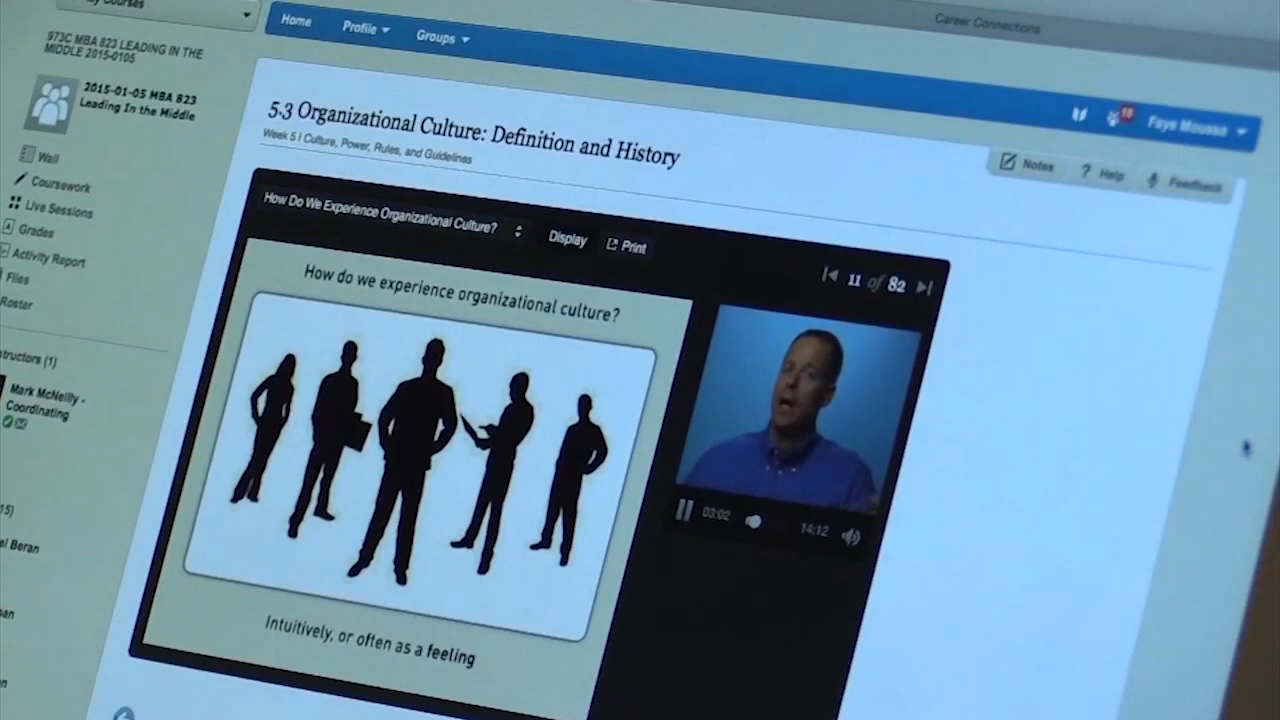 My Courses
Career Connections
Home
Profile
Groups
10
Faye Moussa
973C MBA 823 LEADING IN THE
MIDDLE 2015-0105
2015-01-05 MBA 823
Leading In the Middle
Wall
Coursework
Live Sessions
Grades
Activity Report
Files
Roster
Mark McNeilly -
Coordinating
Beran
5.3 Organizational Culture: Definition and History
Week 5 | Culture, Power, Rules, and Guidelines
Notes
? Help
Feedback
How Do We Experience Organizational Culture?
Display
Print
11 of 82
How do we experience organizational culture?
Intuitively, or often as a feeling
03:02
14:12